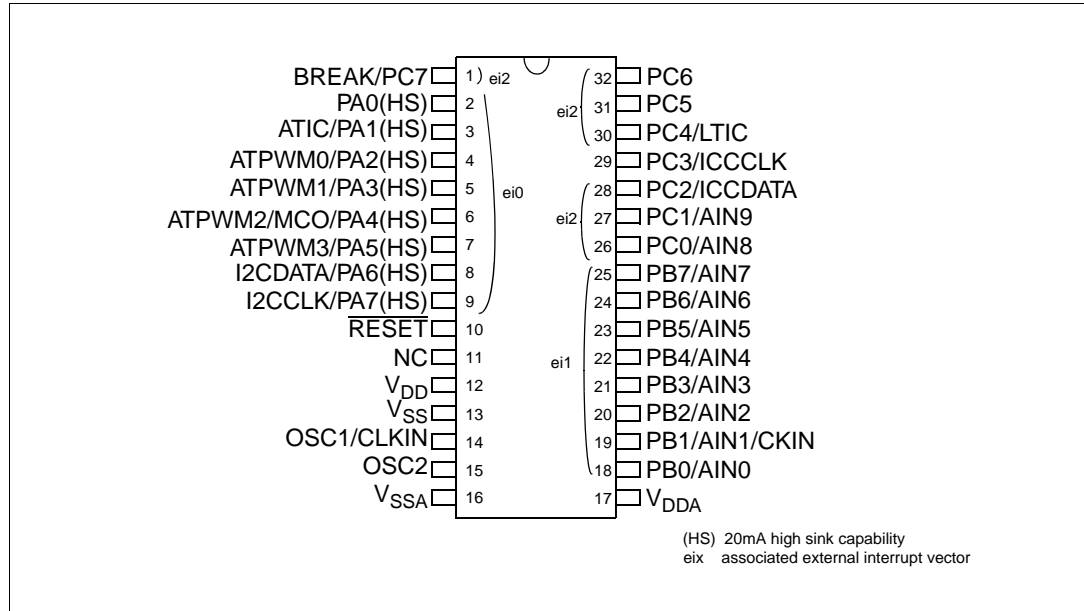 BREAK/PC7 1 ei2 32 PC6
PA0(HS) 2 31 PC5
ei2
ATIC/PA1(HS) 3 30 PC4/LTIC
ATPWM0/PA2(HS) 4 29 PC3/ICCCLK
ATPWM1/PA3(HS) 5 ei0 28 PC2/ICCDATA
ATPWM2/MCO/PA4(HS) 6 ei2 27 PC1/AIN9
ATPWM3/PA5(HS) 7 26 PC0/AIN8
I2CDATA/PA6(HS) 8 25 PB7/AIN7
I2CCLK/PA7(HS) 9 24 PB6/AIN6
RESET 10 23 PB5/AIN5
NC 11 ei1 22 PB4/AIN4
VDD 12 21 PB3/AIN3
VSS 13 20 PB2/AIN2
OSC1/CLKIN 14 19 PB1/AIN1/CKIN
OSC2 15 18 PB0/AIN0
VSSA 16 17 VDDA
(HS) 20mA high sink capability
eix associated external interrupt vector